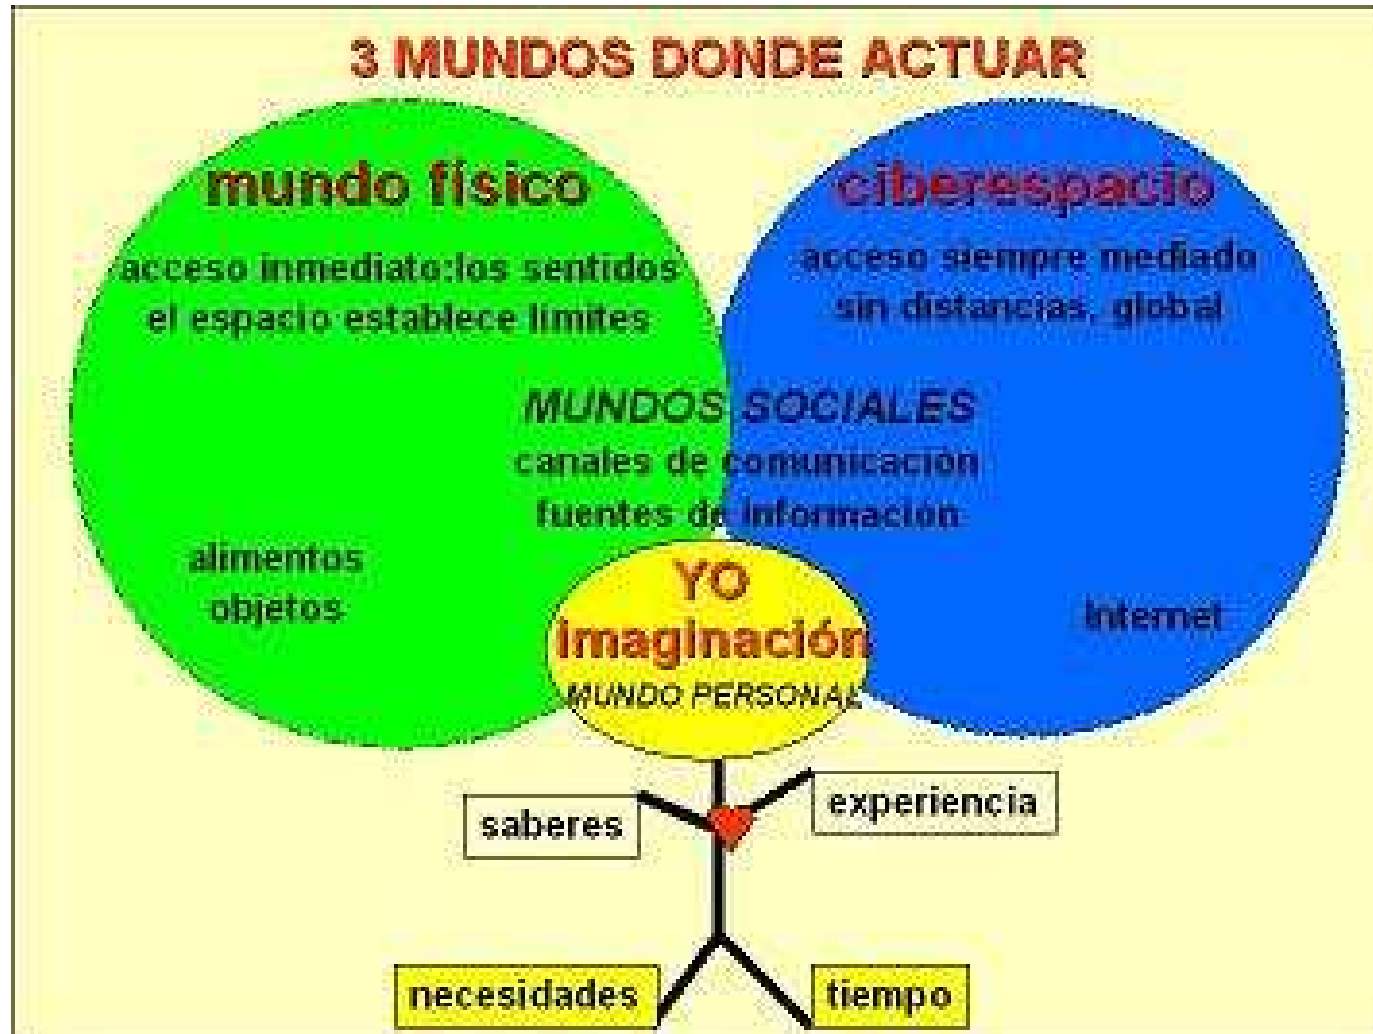 3 MUNDOS DONDE ACTUAR
mundo físico
acceso inmediato:los sentidos
el espacio establece límites
ciberespacio
acceso siempre mediado
sin distancias, global
MUNDOS SOCIALES
canales de comunicación
fuentes de información
alimentos
objetos
Internet
YO
Imaginación
MUNDO PERSONAL
saberes
experiencia
necesidades
tiempo